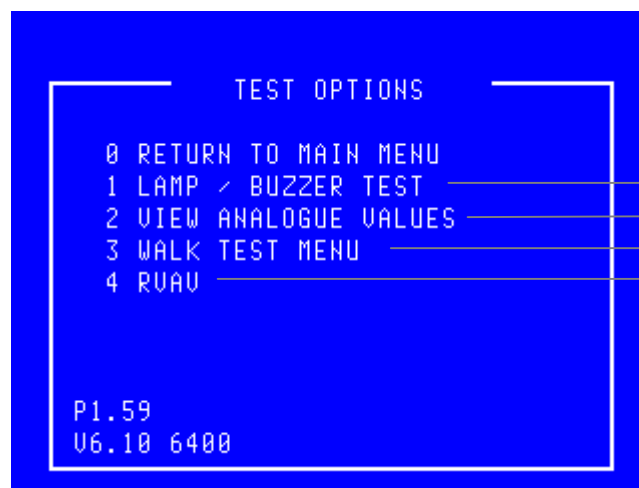 TEST OPTIONS
0 RETURN TO MAIN MENU
1 LAMP / BUZZER TEST
2 VIEW ANALOGUE VALUES
3 WALK TEST MENU
4 RVAV
P1.59
V6.10 6400